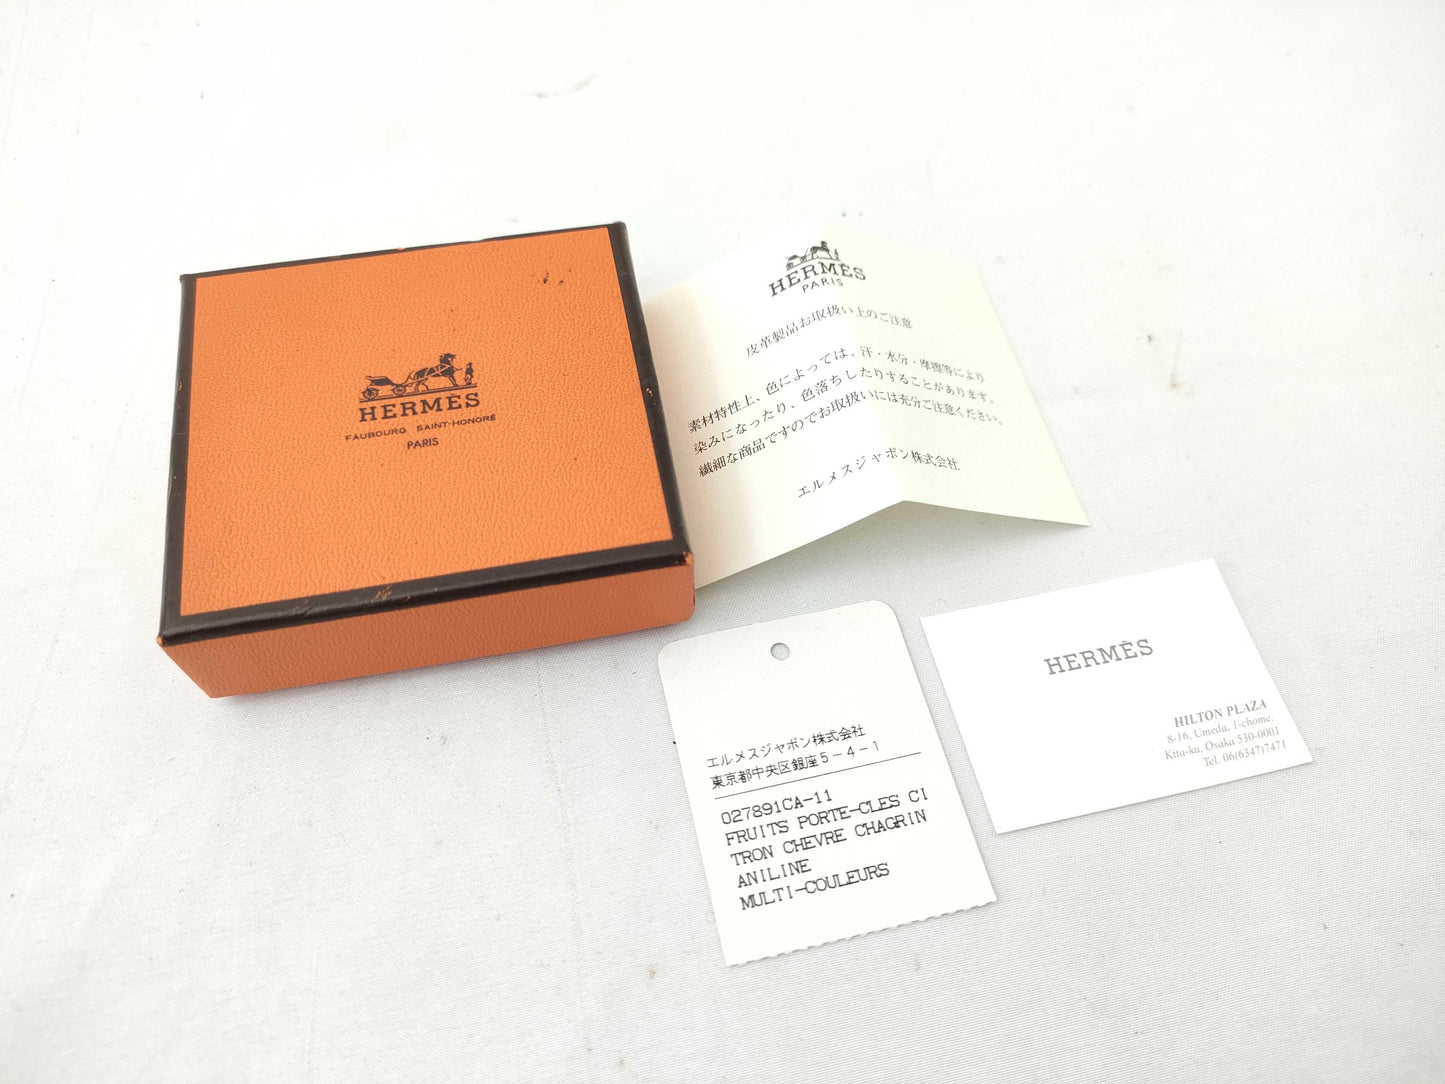 HERMES
FAUBOURG SAINT-HONORÉ
PARIS
HERMÈS
PARIS
皮革製品お取扱い上のご注意
素材特性上、色によっては、汗・水分・摩擦等により
染みになったり、色落ちしたりすることがあります。
繊細な商品ですのでお取扱いには充分ご注意ください。
エルメスジャポン株式会社
エルメスジャポン株式会社
東京都中央区銀座5-4-1
027891CA-11
FRUITS PORTE-CLES CI
TRON CHEVRE CHAGRIN
ANILINE
MULTI-COULEURS
HERMÈS
HILTON PLAZA
8-16, Umeda, 1-chome,
Kita-ku, Osaka 530-0001
Tel. 06(6347)7471